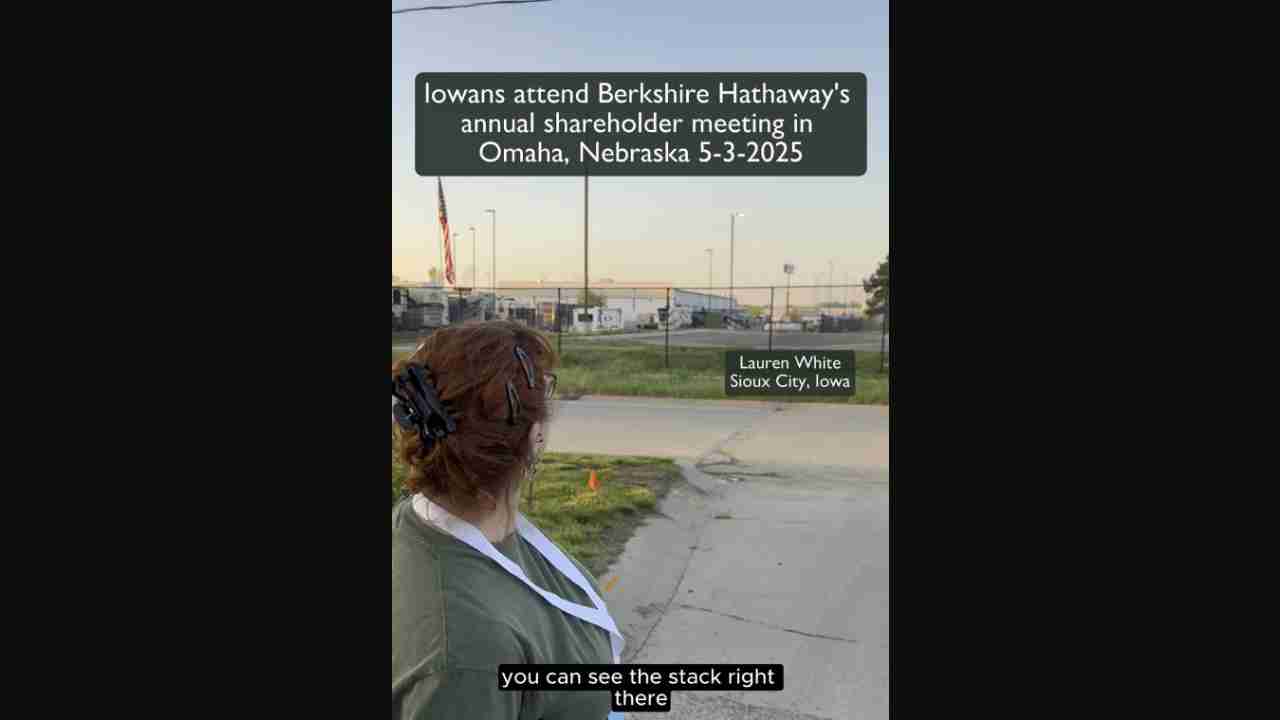 Iowans attend Berkshire Hathaway's
annual shareholder meeting in
Omaha, Nebraska 5-3-2025
Lauren White
Sioux City, Iowa
you can see the stack right
there